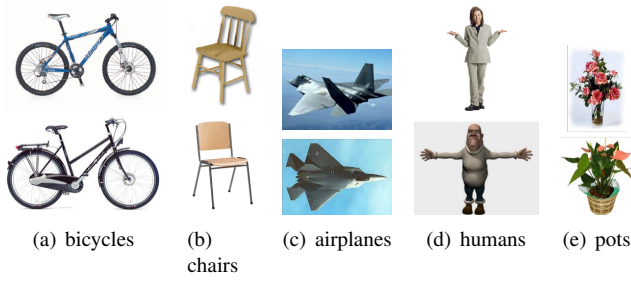 (a) bicycles
(b)
chairs
(c) airplanes
(d) humans
(e) pots